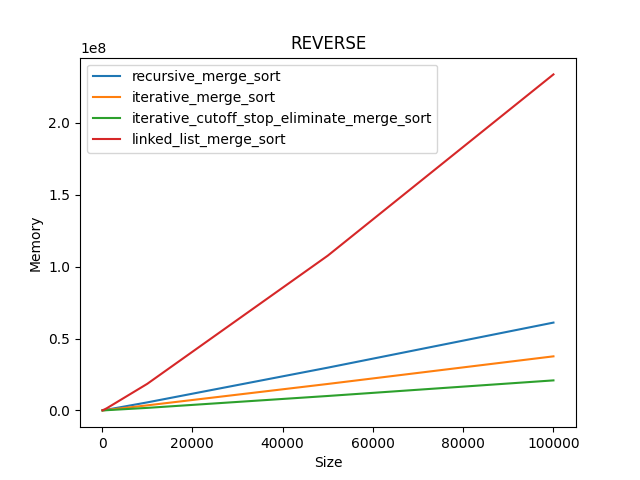 REVERSE
1e8
recursive_merge_sort
iterative_merge_sort
iterative_cutoff_stop_eliminate_merge_sort
linked_list_merge_sort
Memory
2.0
1.5
1.0
0.5
0.0
0 20000 40000 60000 80000 100000
Size